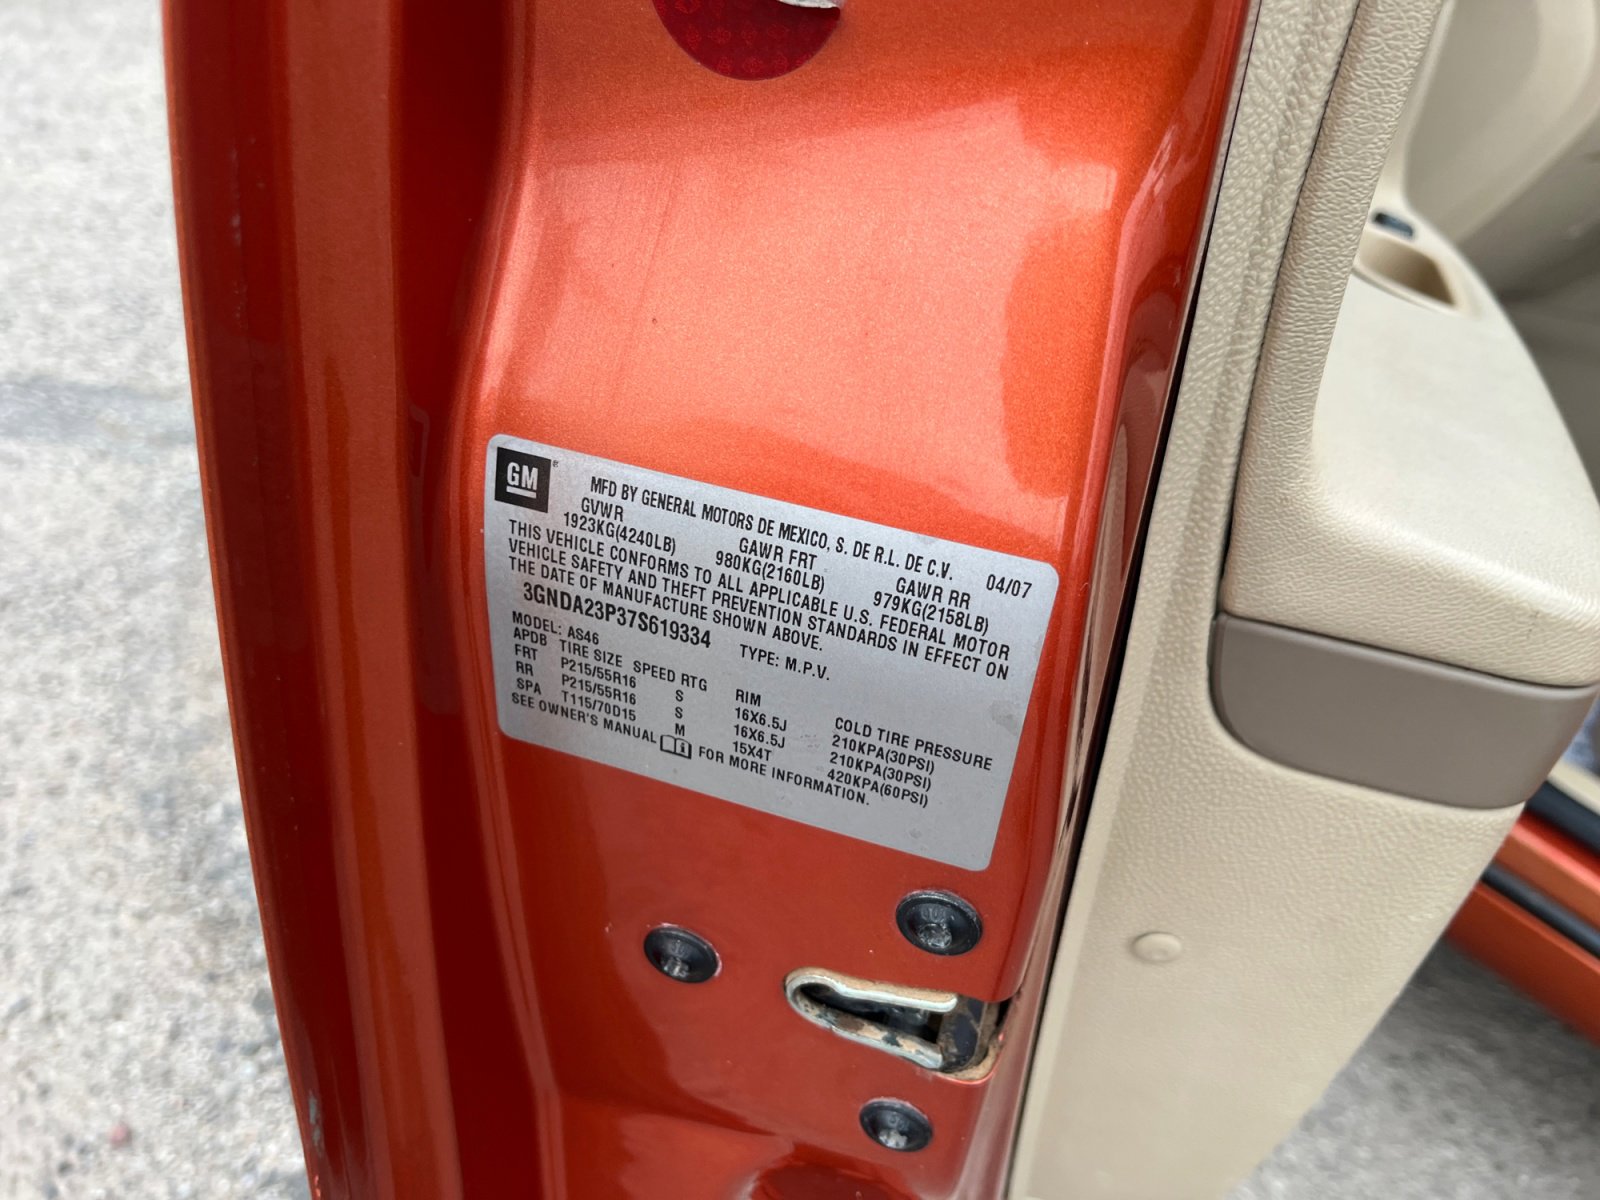 GM
MFD BY GENERAL MOTORS DE MEXICO, S. DE R.L. DE C.V. 04/07
GVWR GAWR FRT GAWR RR
1923KG(4240LB) 980KG(2160LB) 979KG(2158LB)
THIS VEHICLE CONFORMS TO ALL APPLICABLE U.S. FEDERAL MOTOR
VEHICLE SAFETY AND THEFT PREVENTION STANDARDS IN EFFECT ON
THE DATE OF MANUFACTURE SHOWN ABOVE.
3GNDA23P37S619334 TYPE: M.P.V.
MODEL: AS46
APDB TIRE SIZE SPEED RTG RIM COLD TIRE PRESSURE
FRT P215/55R16 S 16X6.5J 210KPA(30PSI)
RR P215/55R16 S 16X6.5J 210KPA(30PSI)
SPA T115/70D15 M 15X4T 420KPA(60PSI)
SEE OWNER'S MANUAL FOR MORE INFORMATION.